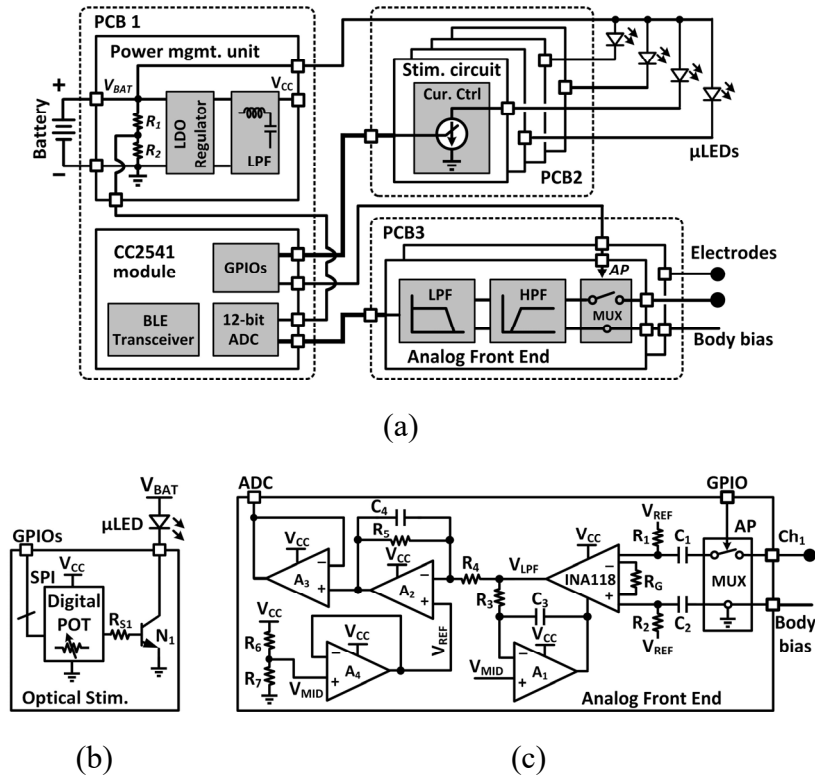 PCB 1
Power mgmt. unit
V_BAT
V_CC
Battery
+
−
R_1
R_2
LDO
Regulator
LPF
Stim. circuit
Cur. Ctrl
PCB2
μLEDs
CC2541
module
GPIOs
BLE
Transceiver
12-bit
ADC
PCB3
Electrodes
AP
LPF
HPF
MUX
Body bias
Analog Front End
(a)
V_BAT
μLED
GPIOs
SPI
V_CC
Digital
POT
R_S1
N_1
Optical Stim.
(b)
ADC
GPIO
C_4
R_5
V_CC
A_3
V_CC
A_2
−
+
R_4
V_LPF
R_3
C_3
V_CC
INA118
R_G
V_REF
R_1
C_1
AP
Ch_1
MUX
R_2
C_2
V_REF
Body
bias
V_CC
R_6
R_7
V_MID
V_CC
A_4
V_REF
V_MID
V_CC
A_1
Analog Front End
(c)